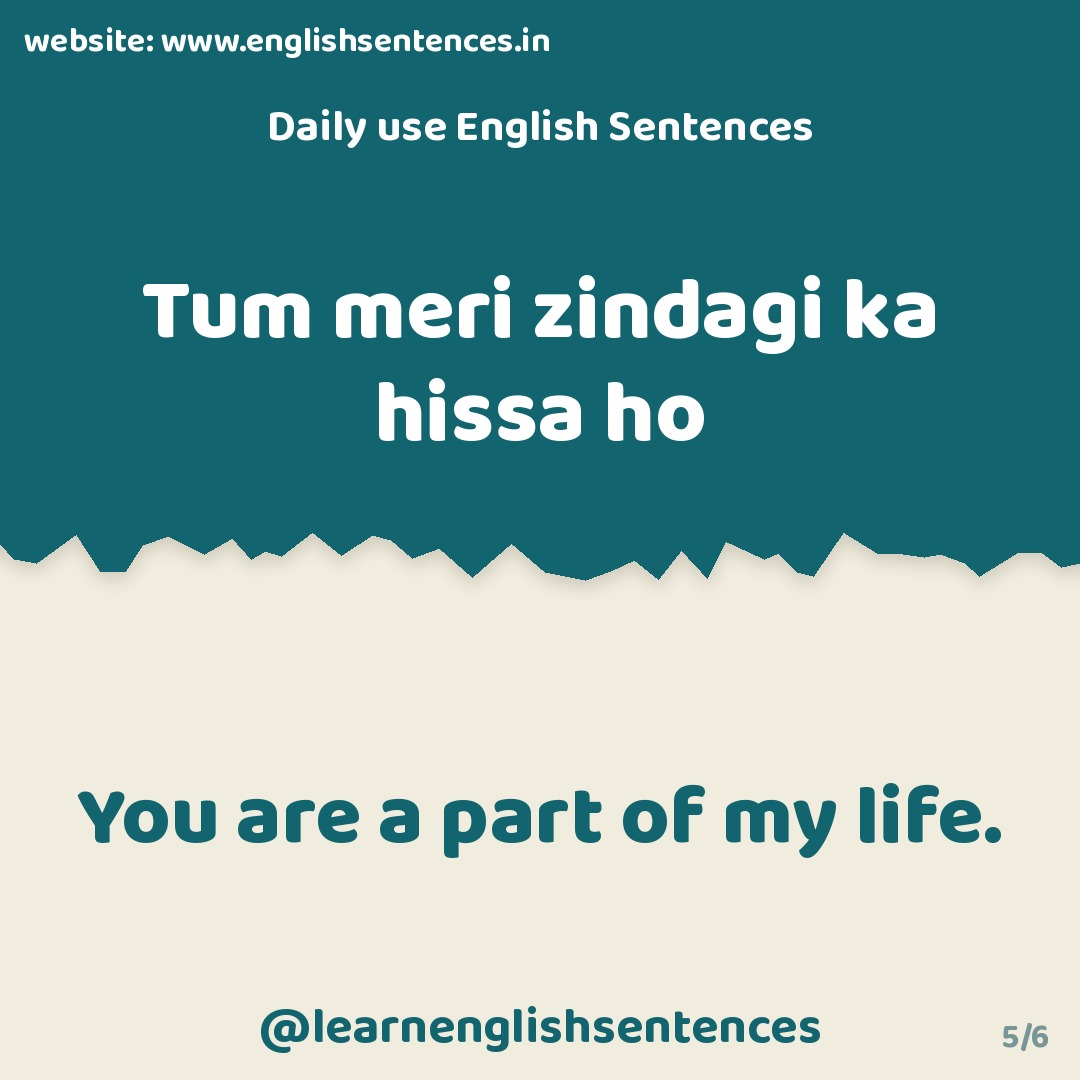 website: www.englishsentences.in
Daily use English Sentences
Tum meri zindagi ka
hissa ho
You are a part of my life.
@learnenglishsentences
5/6